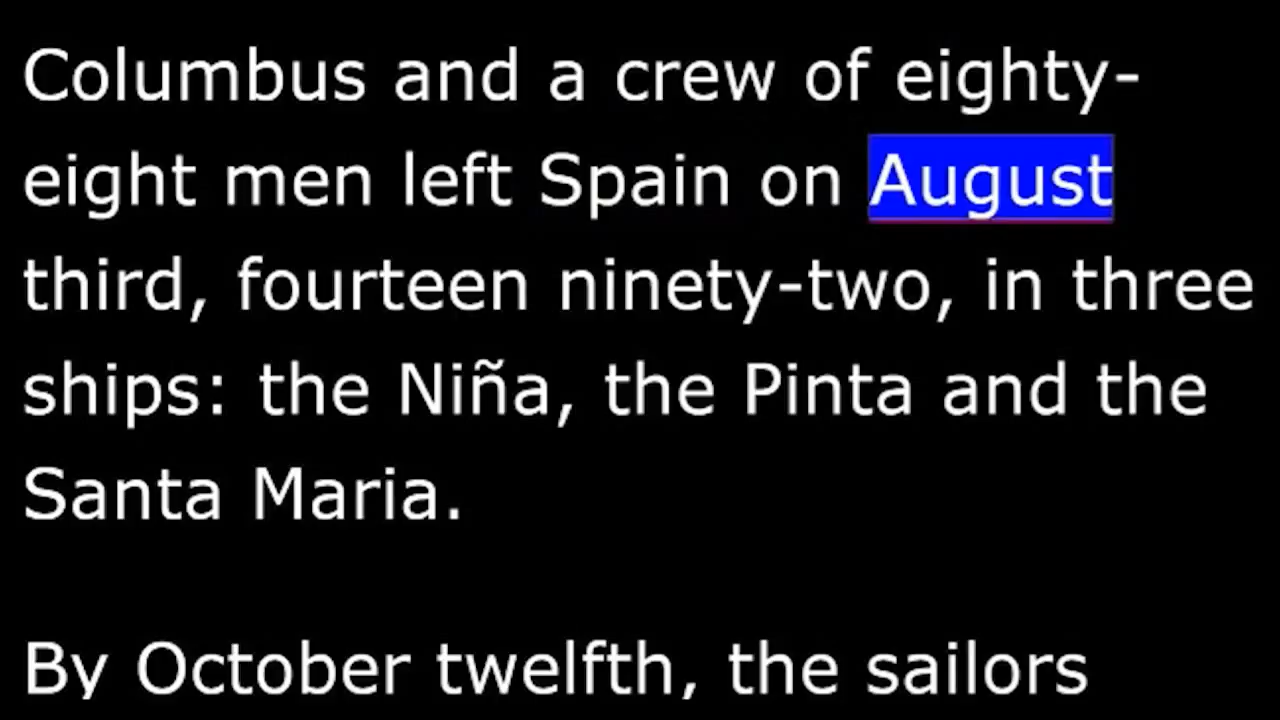 Columbus and a crew of eighty-
eight men left Spain on August
third, fourteen ninety-two, in three
ships: the Niña, the Pinta and the
Santa Maria.
By October twelfth, the sailors